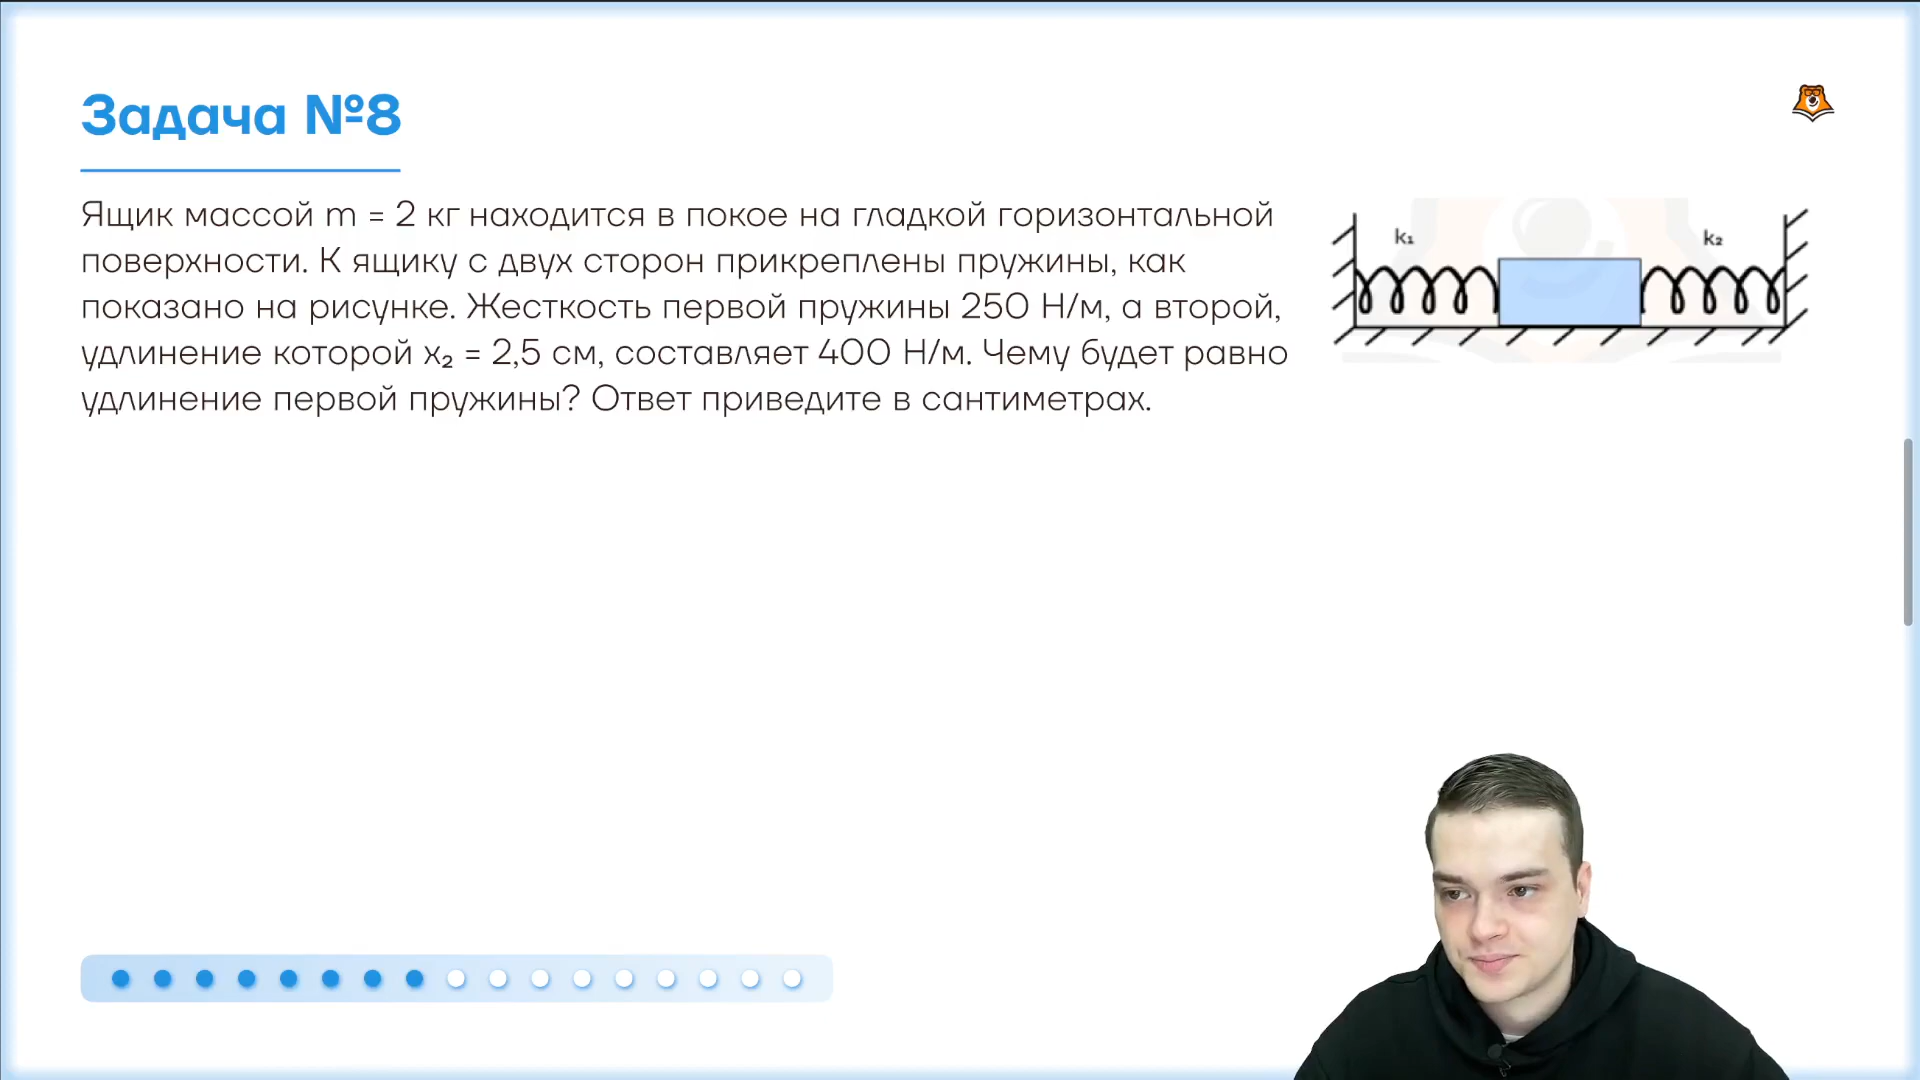 Задача №8
Ящик массой m = 2 кг находится в покое на гладкой горизонтальной
поверхности. К ящику с двух сторон прикреплены пружины, как
показано на рисунке. Жесткость первой пружины 250 Н/м, а второй,
удлинение которой x₂ = 2,5 см, составляет 400 Н/м. Чему будет равно
удлинение первой пружины? Ответ приведите в сантиметрах.
k₁
k₂